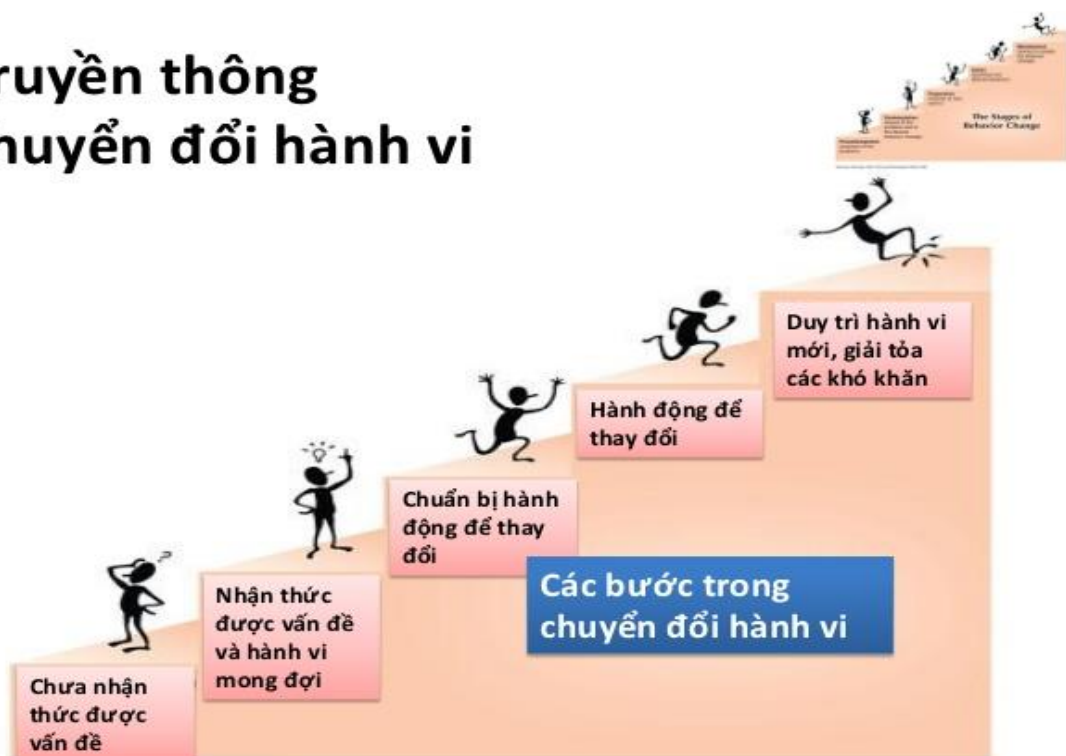 ruyền thông
huyển đổi hành vi
The Stages of
Behavior Change
Duy trì hành vi
mới, giải tỏa
các khó khăn
Hành động để
thay đổi
Chuẩn bị hành
động để thay
đổi
Các bước trong
chuyển đổi hành vi
Nhận thức
được vấn đề
và hành vi
mong đợi
Chưa nhận
thức được
vấn đề